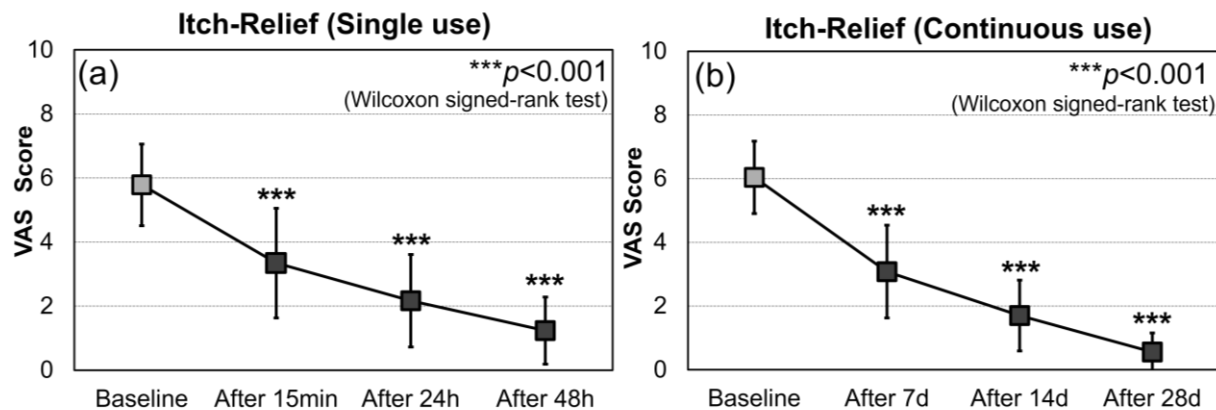 Itch-Relief (Single use)
(a)
***p<0.001
(Wilcoxon signed-rank test)
VAS Score
10
8
6
4
2
0
***
***
***
Baseline After 15min After 24h After 48h
Itch-Relief (Continuous use)
(b)
***p<0.001
(Wilcoxon signed-rank test)
VAS Score
10
8
6
4
2
0
***
***
***
Baseline After 7d After 14d After 28d